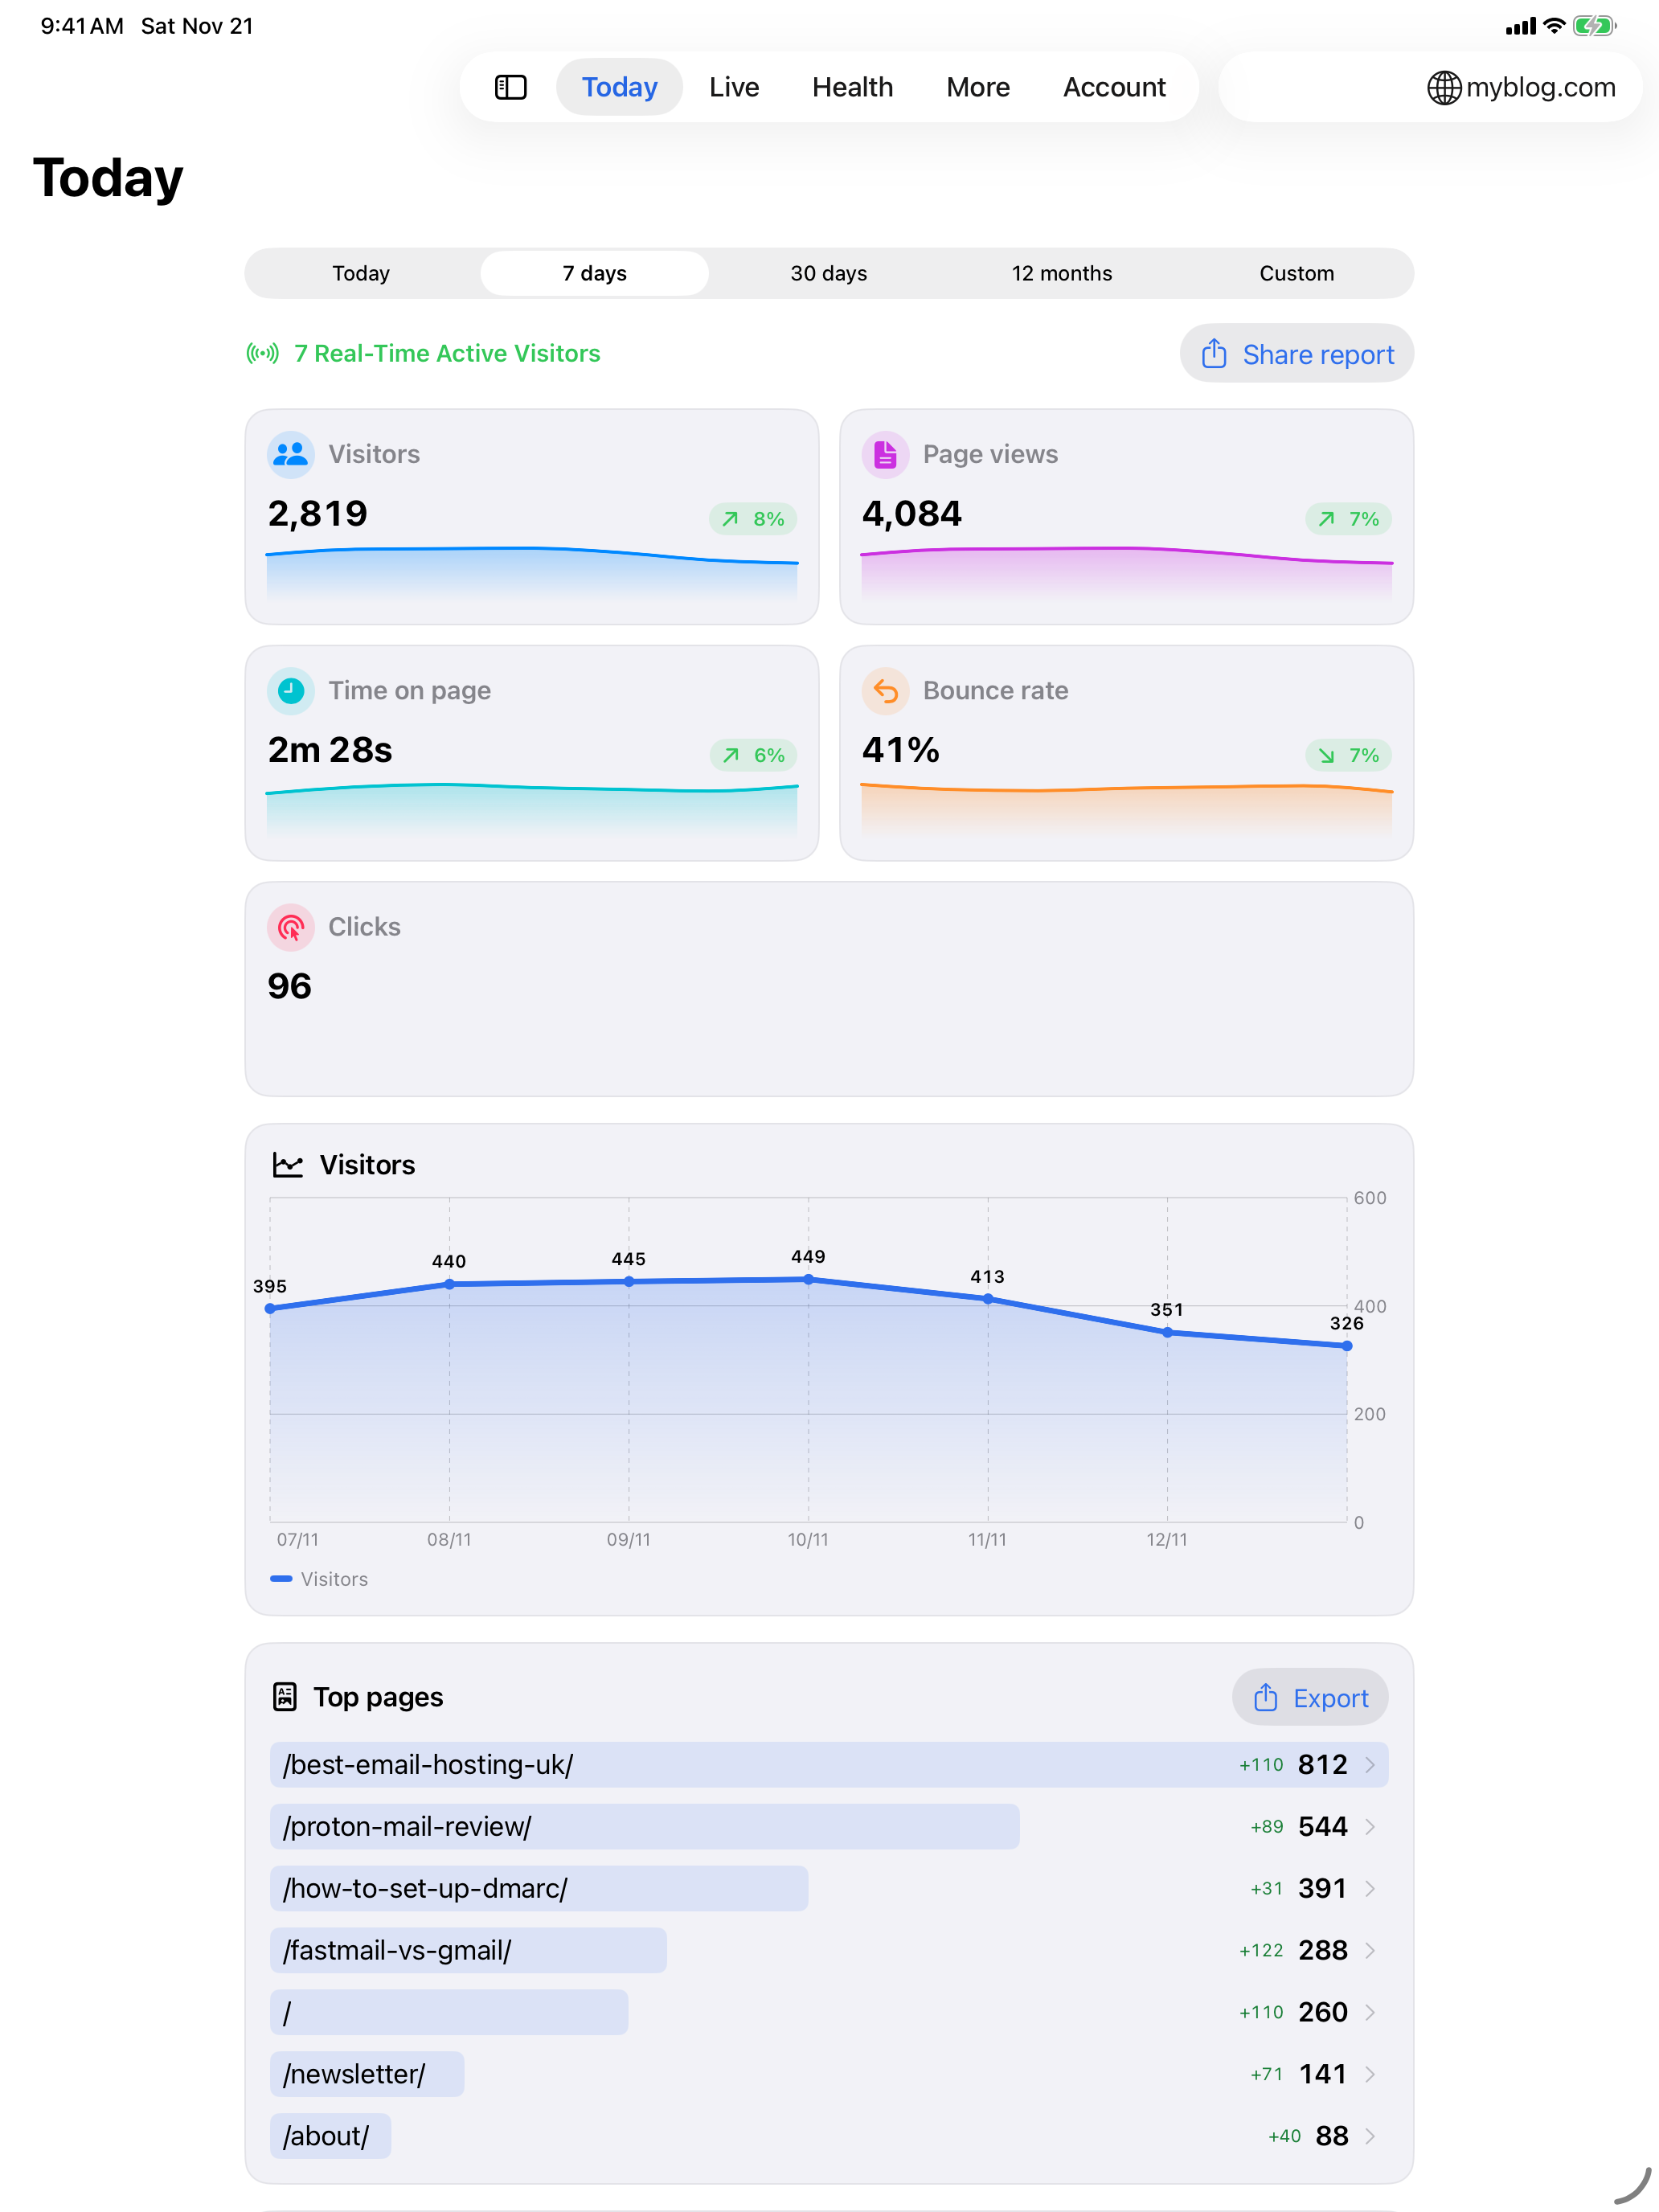 9:41 AM Sat Nov 21
Today Live Health More Account myblog.com
Today
Today 7 days 30 days 12 months Custom
7 Real-Time Active Visitors Share report
Visitors
2,819 8%
Page views
4,084 7%
Time on page
2m 28s 6%
Bounce rate
41% 7%
Clicks
96
Visitors
600
395 440 445 449 413 351 326
400
200
0
07/11 08/11 09/11 10/11 11/11 12/11
Visitors
Top pages Export
/best-email-hosting-uk/ +110 812
/proton-mail-review/ +89 544
/how-to-set-up-dmarc/ +31 391
/fastmail-vs-gmail/ +122 288
/ +110 260
/newsletter/ +71 141
/about/ +40 88